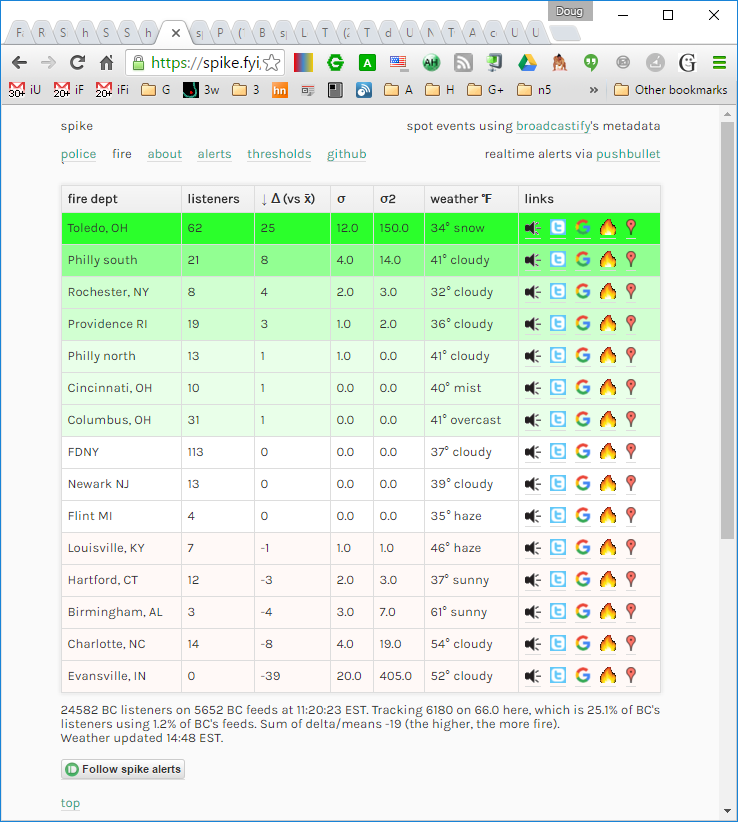 Doug
F R S h S S h s P ( B s L T ( T d U N T A c U U
https://spike.fyi
30+ iU 20+ iF 20+ iFi G 3w hn A H G+ n5 » Other bookmarks
spike spot events using broadcastify's metadata
police fire about alerts thresholds github realtime alerts via pushbullet
fire dept listeners ↓ Δ (vs x̄) σ σ2 weather °F links
Toledo, OH 62 25 12.0 150.0 34° snow
Philly south 21 8 4.0 14.0 41° cloudy
Rochester, NY 8 4 2.0 3.0 32° cloudy
Providence RI 19 3 1.0 2.0 36° cloudy
Philly north 13 1 1.0 0.0 41° cloudy
Cincinnati, OH 10 1 0.0 0.0 40° mist
Columbus, OH 31 1 0.0 0.0 41° overcast
FDNY 113 0 0.0 0.0 37° cloudy
Newark NJ 13 0 0.0 0.0 39° cloudy
Flint MI 4 0 0.0 0.0 35° haze
Louisville, KY 7 -1 1.0 1.0 46° haze
Hartford, CT 12 -3 2.0 3.0 37° sunny
Birmingham, AL 3 -4 3.0 7.0 61° sunny
Charlotte, NC 14 -8 4.0 19.0 54° cloudy
Evansville, IN 0 -39 20.0 405.0 52° cloudy
24582 BC listeners on 5652 BC feeds at 11:20:23 EST. Tracking 6180 on 66.0 here, which is 25.1% of BC's
listeners using 1.2% of BC's feeds. Sum of delta/means -19 (the higher, the more fire).
Weather updated 14:48 EST.
Follow spike alerts
top